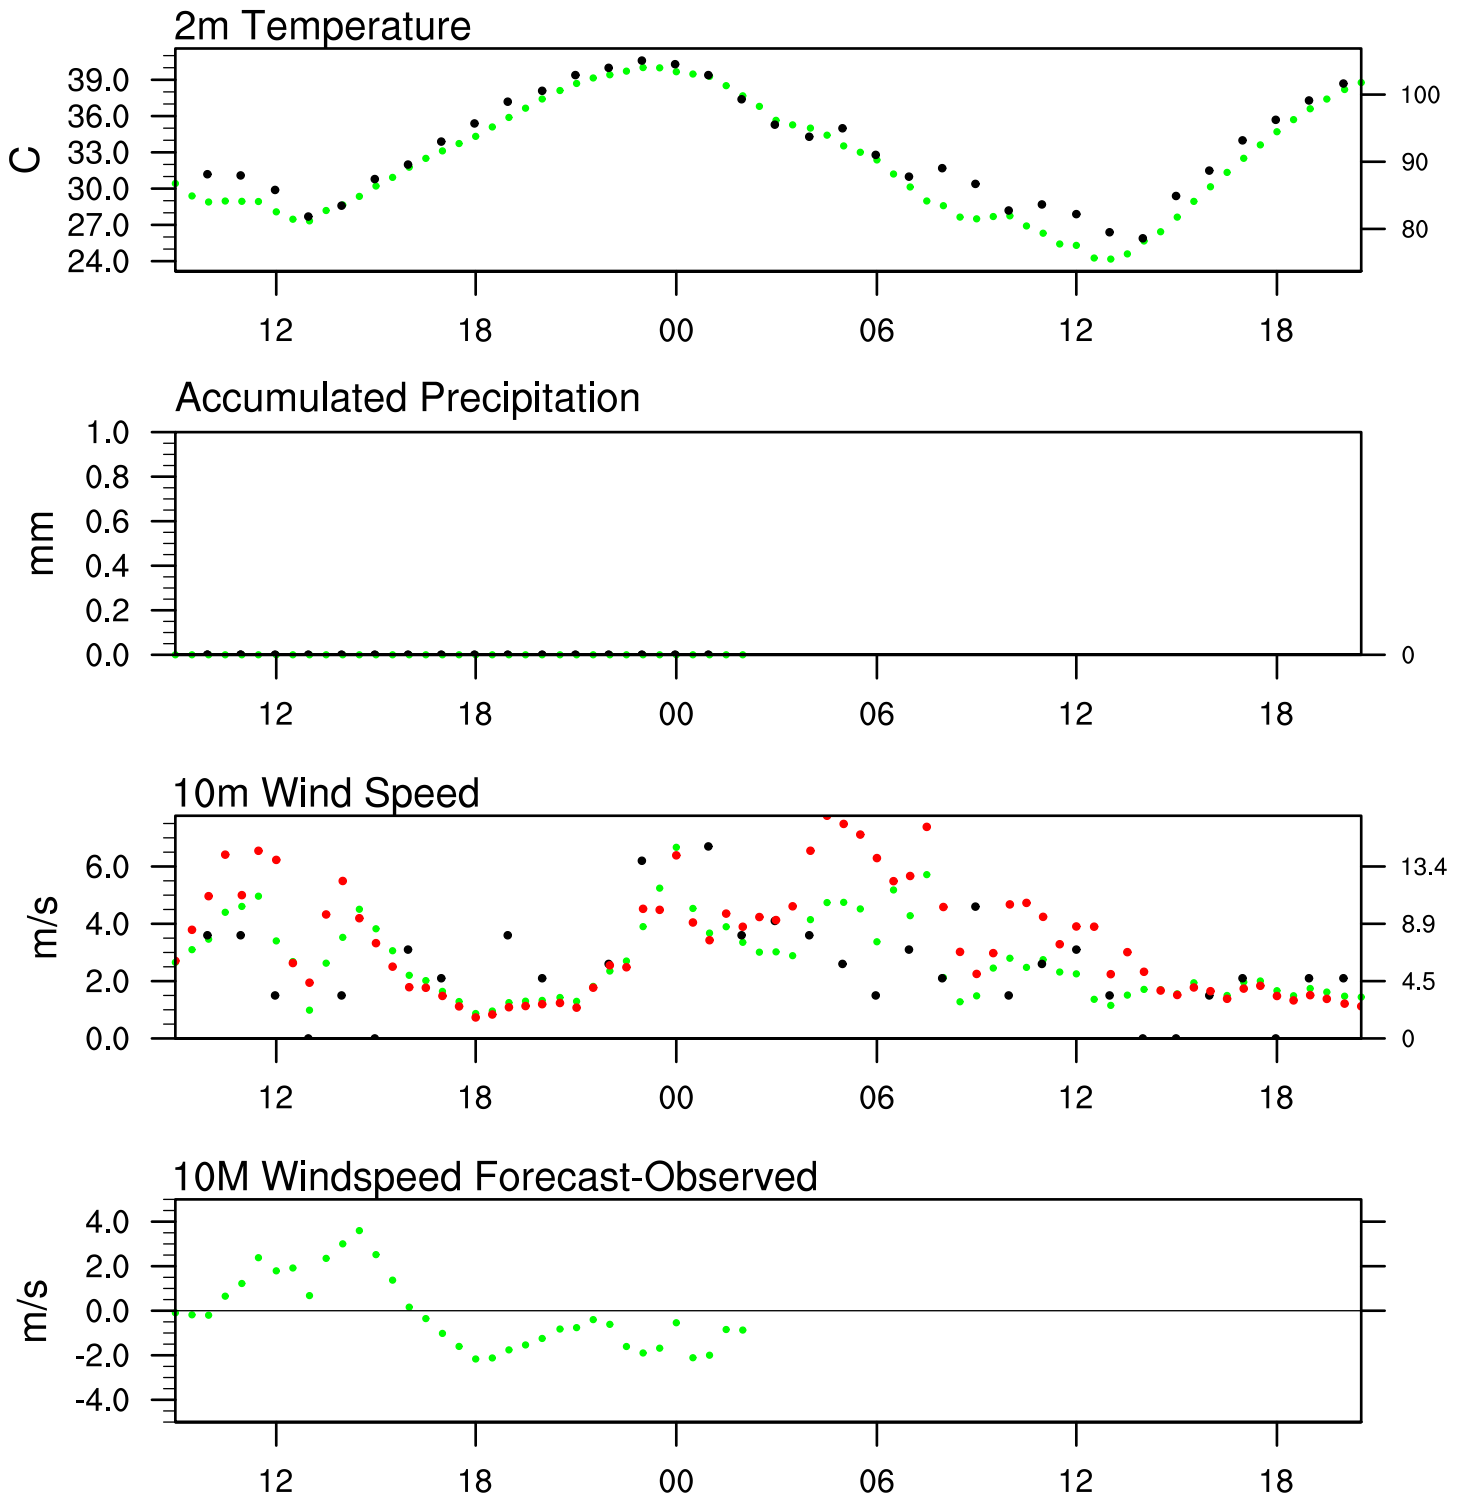 2m Temperature
39.0
36.0
33.0
30.0
27.0
24.0
C
100
90
80
12 18 00 06 12 18
Accumulated Precipitation
1.0
0.8
0.6
0.4
0.2
0.0
mm
0
12 18 00 06 12 18
10m Wind Speed
6.0
4.0
2.0
0.0
m/s
13.4
8.9
4.5
0
12 18 00 06 12 18
10M Windspeed Forecast-Observed
4.0
2.0
0.0
-2.0
-4.0
m/s
12 18 00 06 12 18